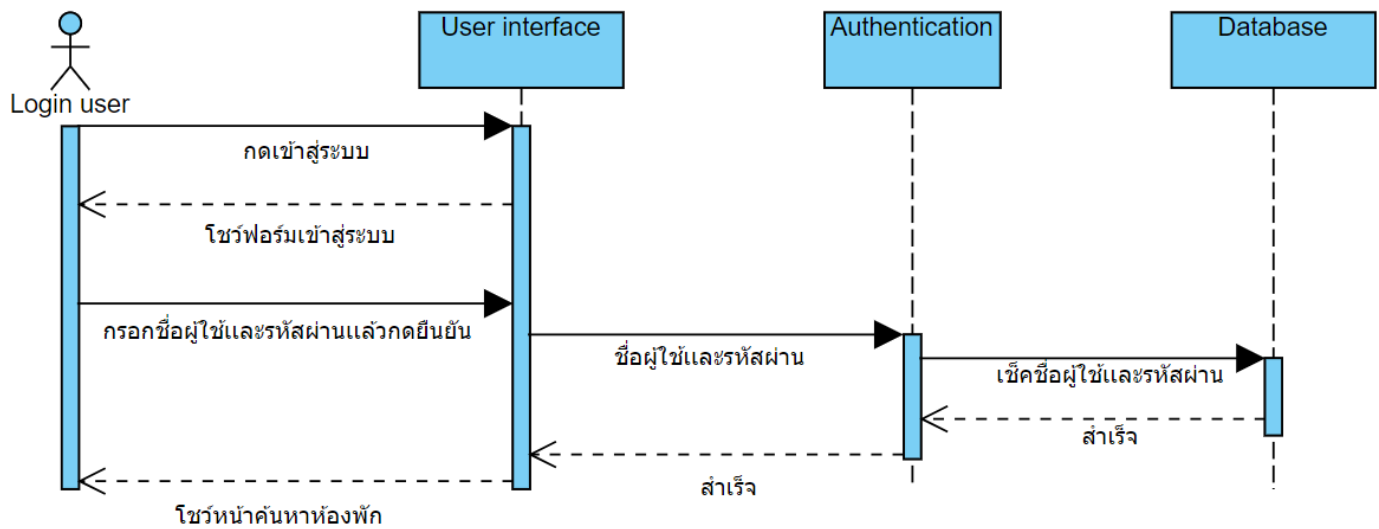 User interface
Authentication
Database
Login user
กดเข้าสู่ระบบ
โชว์ฟอร์มเข้าสู่ระบบ
กรอกชื่อผู้ใช้และรหัสผ่านแล้วกดยืนยัน
ชื่อผู้ใช้และรหัสผ่าน
เช็คชื่อผู้ใช้และรหัสผ่าน
สำเร็จ
สำเร็จ
โชว์หน้าค้นหาห้องพัก